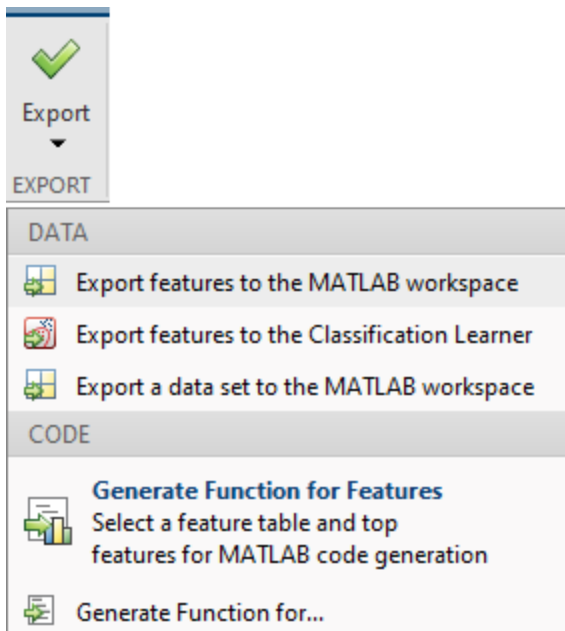 Export
EXPORT
DATA
Export features to the MATLAB workspace
Export features to the Classification Learner
Export a data set to the MATLAB workspace
CODE
Generate Function for Features
Select a feature table and top
features for MATLAB code generation
Generate Function for...